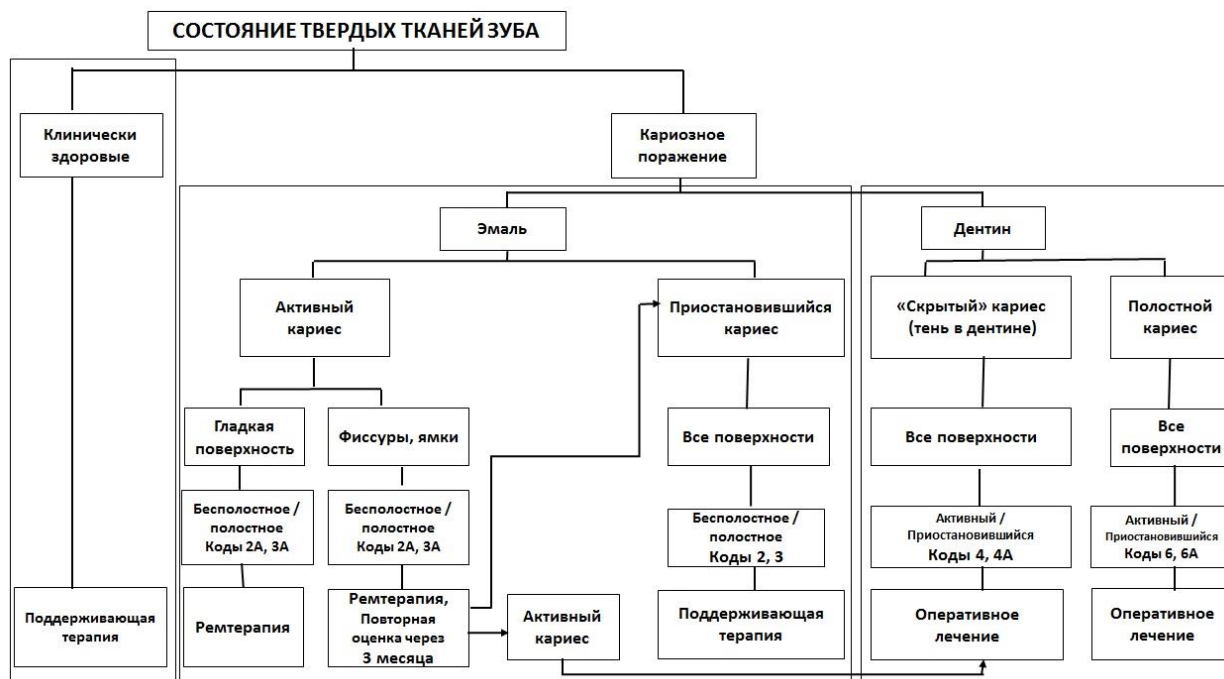 СОСТОЯНИЕ ТВЕРДЫХ ТКАНЕЙ ЗУБА
Клинически
здоровые
Кариозное
поражение
Эмаль
Дентин
Активный
кариес
Приостановившийся
кариес
«Скрытый» кариес
(тень в дентине)
Полостной
кариес
Гладкая
поверхность
Фиссуры, ямки
Все поверхности
Все поверхности
Все
поверхности
Бесполостное /
полостное
Коды 2А, 3А
Бесполостное /
полостное
Коды 2А, 3А
Бесполостное /
полостное
Коды 2, 3
Активный /
Приостановившийся
Коды 4, 4А
Активный /
Приостановившийся
Коды 6, 6А
Поддерживающая
терапия
Ремтерапия
Ремтерапия,
Повторная
оценка через
3 месяца
Активный
кариес
Поддерживающая
терапия
Оперативное
лечение
Оперативное
лечение